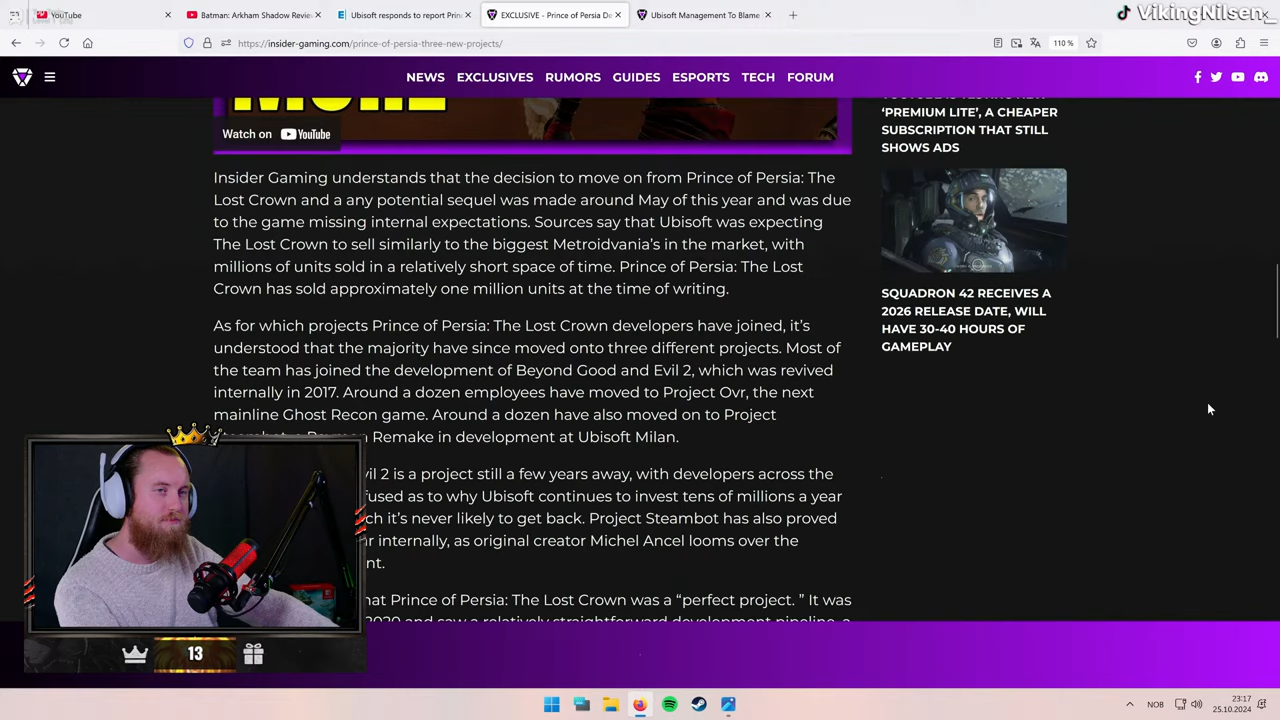 YouTube
Batman: Arkham Shadow Review
Ubisoft responds to report Princ
EXCLUSIVE - Prince of Persia De
Ubisoft Management To Blame
VikingNilsen
https://insider-gaming.com/prince-of-persia-three-new-projects/
110 %
NEWS EXCLUSIVES RUMORS GUIDES ESPORTS TECH FORUM
Watch on YouTube
Insider Gaming understands that the decision to move on from Prince of Persia: The
Lost Crown and a any potential sequel was made around May of this year and was due
to the game missing internal expectations. Sources say that Ubisoft was expecting
The Lost Crown to sell similarly to the biggest Metroidvania's in the market, with
millions of units sold in a relatively short space of time. Prince of Persia: The Lost
Crown has sold approximately one million units at the time of writing.
As for which projects Prince of Persia: The Lost Crown developers have joined, it's
understood that the majority have since moved onto three different projects. Most of
the team has joined the development of Beyond Good and Evil 2, which was revived
internally in 2017. Around a dozen employees have moved to Project Ovr, the next
mainline Ghost Recon game. Around a dozen have also moved on to Project
Remake in development at Ubisoft Milan.
2 is a project still a few years away, with developers across the
as to why Ubisoft continues to invest tens of millions a year
it's never likely to get back. Project Steambot has also proved
internally, as original creator Michel Ancel looms over the
that Prince of Persia: The Lost Crown was a "perfect project. " It was
and saw a relatively straightforward development pipeline, a
'PREMIUM LITE', A CHEAPER
SUBSCRIPTION THAT STILL
SHOWS ADS
SQUADRON 42 RECEIVES A
2026 RELEASE DATE, WILL
HAVE 30-40 HOURS OF
GAMEPLAY
13
NOB
23:17
25.10.2024